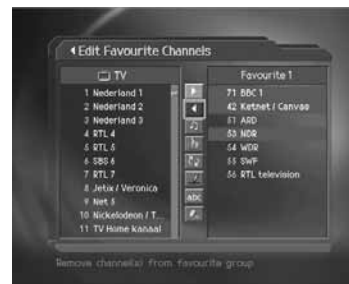 Edit Favourite Channels
TV
1 Nederland 1
2 Nederland 2
3 Nederland 3
4 RTL 4
5 RTL 5
6 SBS 6
7 RTL 7
8 Jetix / Veronica
9 Net 5
10 Nickelodeon / T...
11 TV Home kanaal
abc
Favourite 1
71 BBC 1
42 Ketnet / Canvas
51 ARD
53 NDR
54 WDR
55 SWF
56 RTL television
Remove channel(s) from favourite group